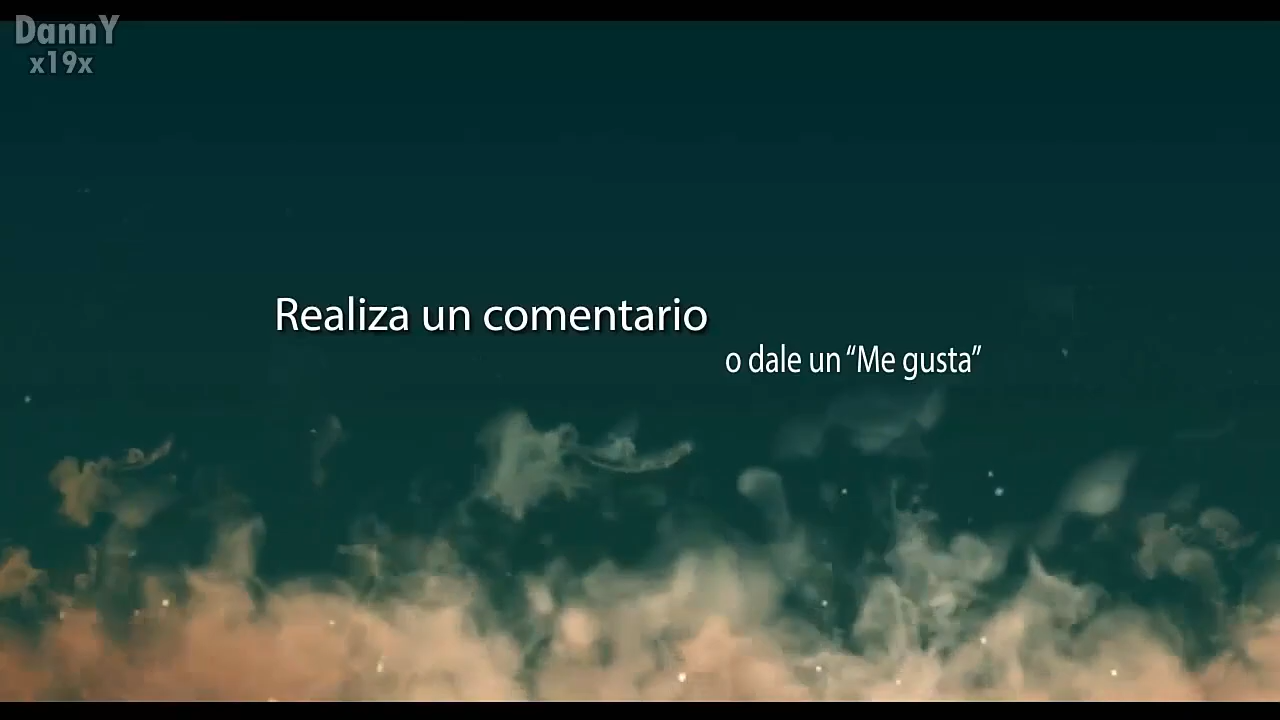 DannY
x19x
Realiza un comentario
o dale un “Me gusta”